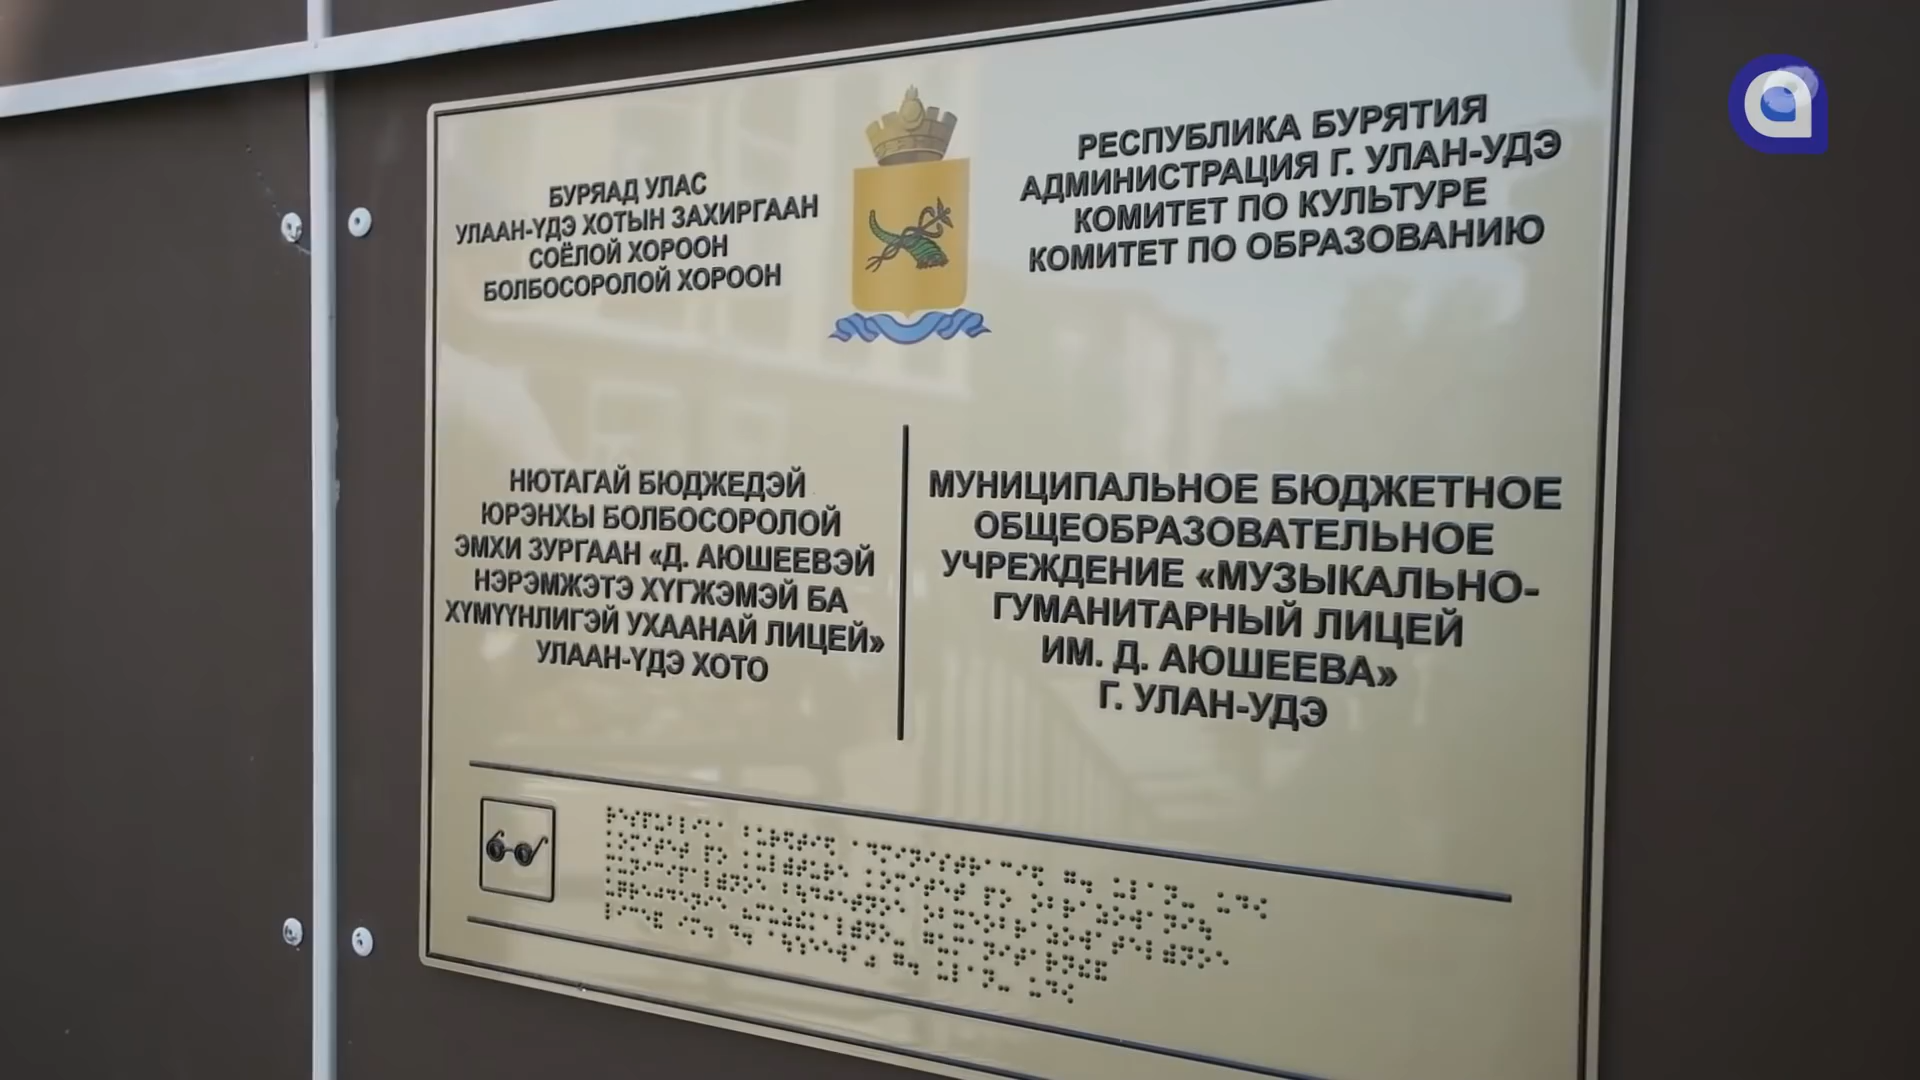 БУРЯАД УЛАС
УЛААН-ҮДЭ ХОТЫН ЗАХИРГААН
СОЁЛОЙ ХОРООН
БОЛБОСОРОЛОЙ ХОРООН
РЕСПУБЛИКА БУРЯТИЯ
АДМИНИСТРАЦИЯ Г. УЛАН-УДЭ
КОМИТЕТ ПО КУЛЬТУРЕ
КОМИТЕТ ПО ОБРАЗОВАНИЮ
НЮТАГАЙ БЮДЖЕДЭЙ
ЮРЭНХЫ БОЛБОСОРОЛОЙ
ЭМХИ ЗУРГААН «Д. АЮШЕЕВЭЙ
НЭРЭМЖЭТЭ ХҮГЖЭМЭЙ БА
ХҮМҮҮНЛИГЭЙ УХААНАЙ ЛИЦЕЙ»
УЛААН-ҮДЭ ХОТО
МУНИЦИПАЛЬНОЕ БЮДЖЕТНОЕ
ОБЩЕОБРАЗОВАТЕЛЬНОЕ
УЧРЕЖДЕНИЕ «МУЗЫКАЛЬНО-
ГУМАНИТАРНЫЙ ЛИЦЕЙ
ИМ. Д. АЮШЕЕВА»
Г. УЛАН-УДЭ